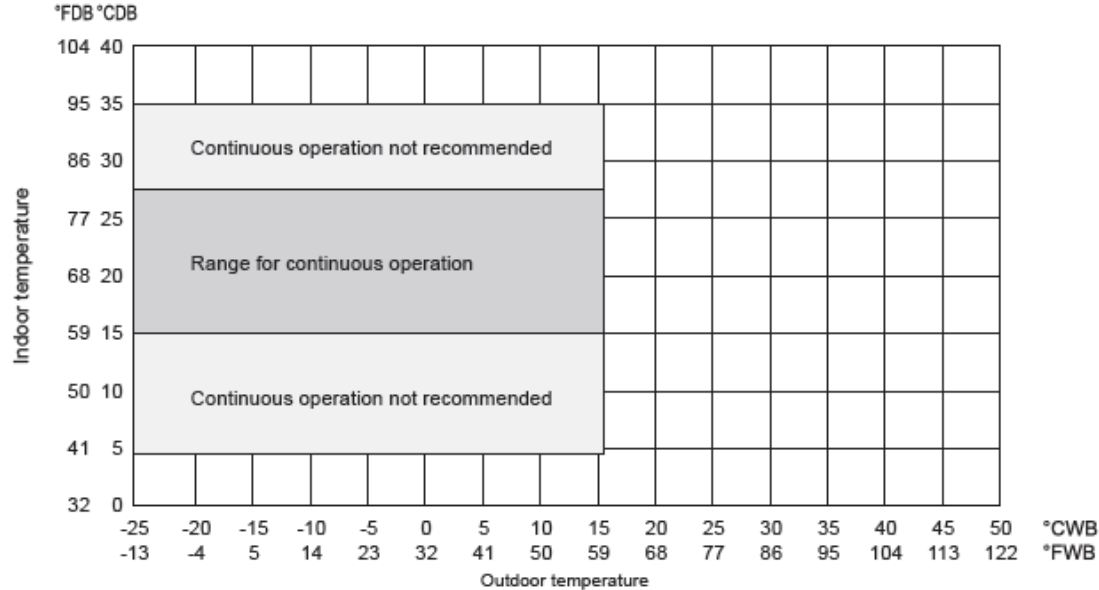 °FDB °CDB
104 40
95 35
Continuous operation not recommended
86 30
77 25
Range for continuous operation
68 20
59 15
50 10
Continuous operation not recommended
41 5
32 0
Indoor temperature
-25 -20 -15 -10 -5 0 5 10 15 20 25 30 35 40 45 50 °CWB
-13 -4 5 14 23 32 41 50 59 68 77 86 95 104 113 122 °FWB
Outdoor temperature